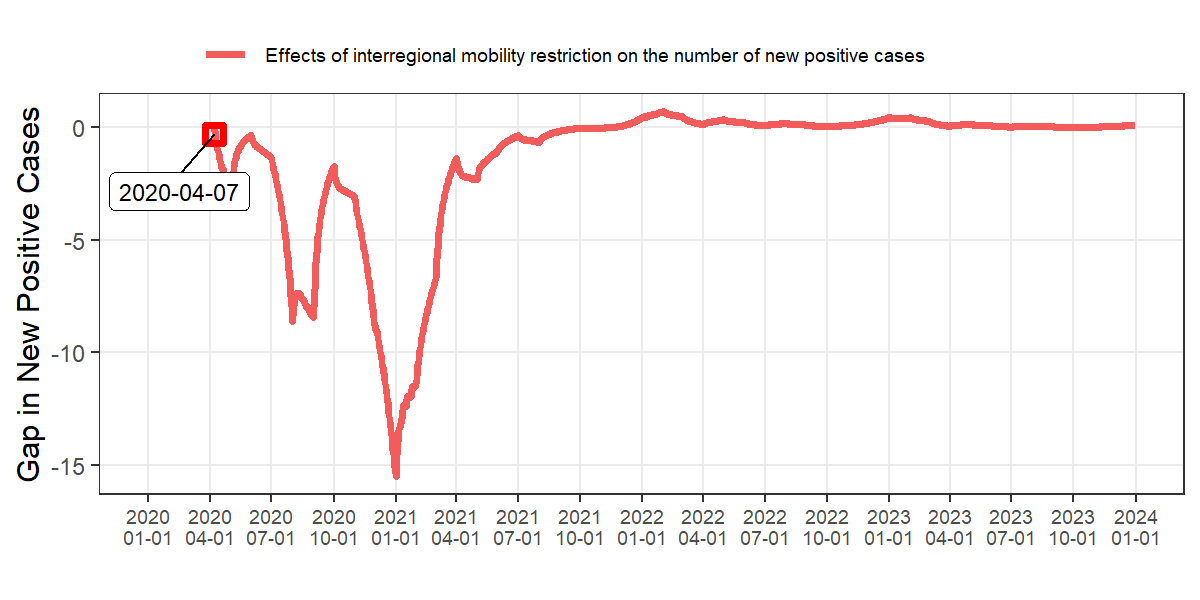 Effects of interregional mobility restriction on the number of new positive cases
Gap in New Positive Cases
0
-5
-10
-15
2020-04-07
2020 2020 2020 2020 2021 2021 2021 2021 2022 2022 2022 2022 2023 2023 2023 2023 2024
01-01 04-01 07-01 10-01 01-01 04-01 07-01 10-01 01-01 04-01 07-01 10-01 01-01 04-01 07-01 10-01 01-01